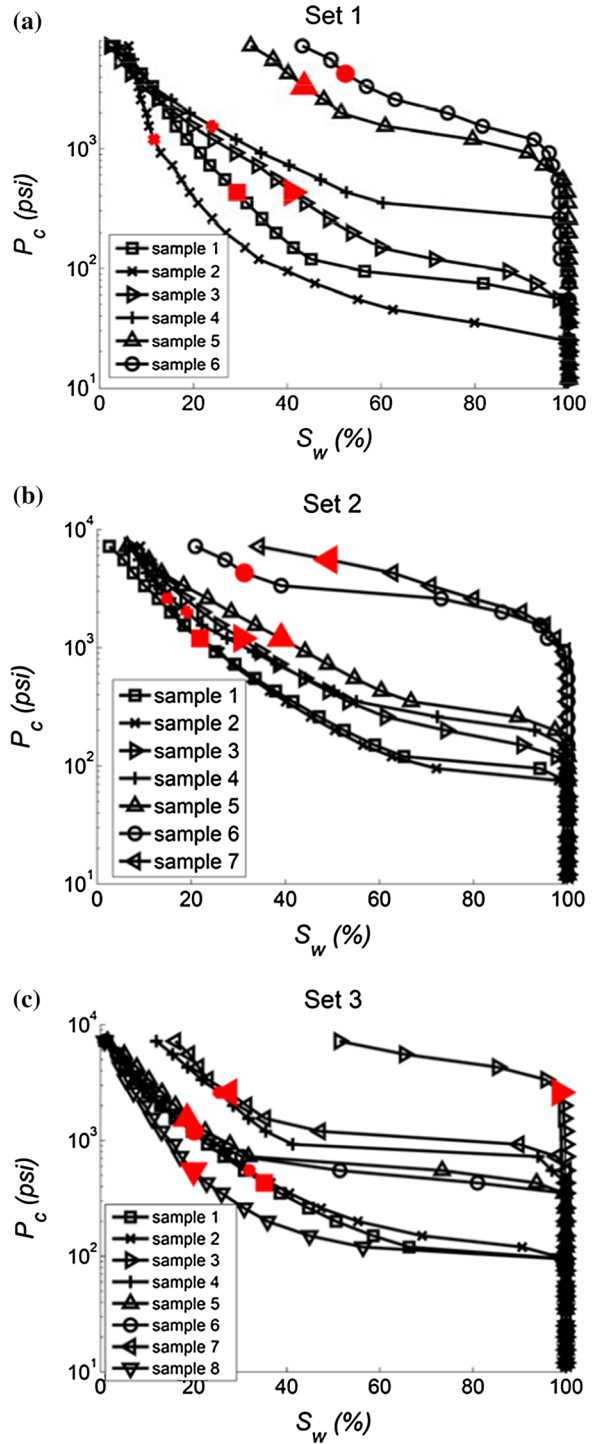 (a)
Set 1
P_c (psi)
10^3
10^2
10^1
sample 1
sample 2
sample 3
sample 4
sample 5
sample 6
0 20 40 60 80 100
S_w (%)
(b)
Set 2
P_c (psi)
10^4
10^3
10^2
10^1
sample 1
sample 2
sample 3
sample 4
sample 5
sample 6
sample 7
0 20 40 60 80 100
S_w (%)
(c)
Set 3
P_c (psi)
10^4
10^3
10^2
10^1
sample 1
sample 2
sample 3
sample 4
sample 5
sample 6
sample 7
sample 8
0 20 40 60 80 100
S_w (%)